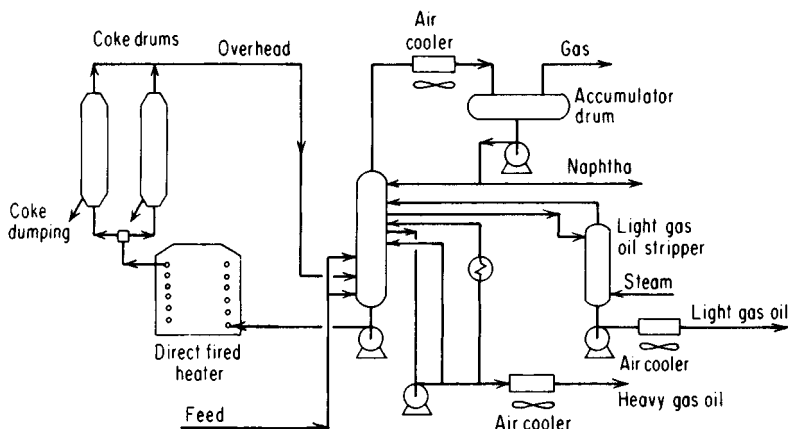 Air
cooler
Gas
Coke drums
Overhead
Accumulator
drum
Naphtha
Coke
dumping
Light gas
oil stripper
Steam
Light gas oil
Direct fired
heater
Air cooler
Heavy gas oil
Feed
Air cooler